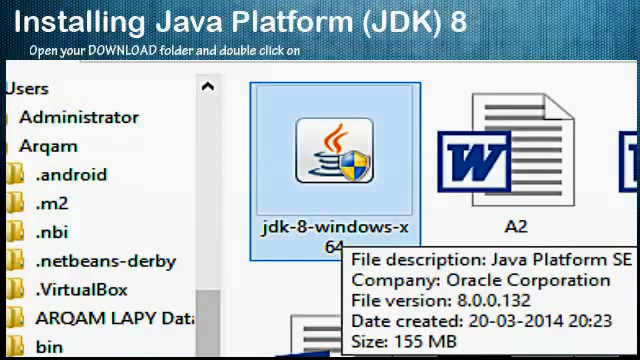 Installing Java Platform (JDK) 8
Open your DOWNLOAD folder and double click on
Users
Administrator
Arqam
.android
.m2
.nbi
.netbeans-derby
.VirtualBox
ARQAM LAPY Data
bin
jdk-8-windows-x
64
W
A2
File description: Java Platform SE
Company: Oracle Corporation
File version: 8.0.0.132
Date created: 20-03-2014 20:23
Size: 155 MB